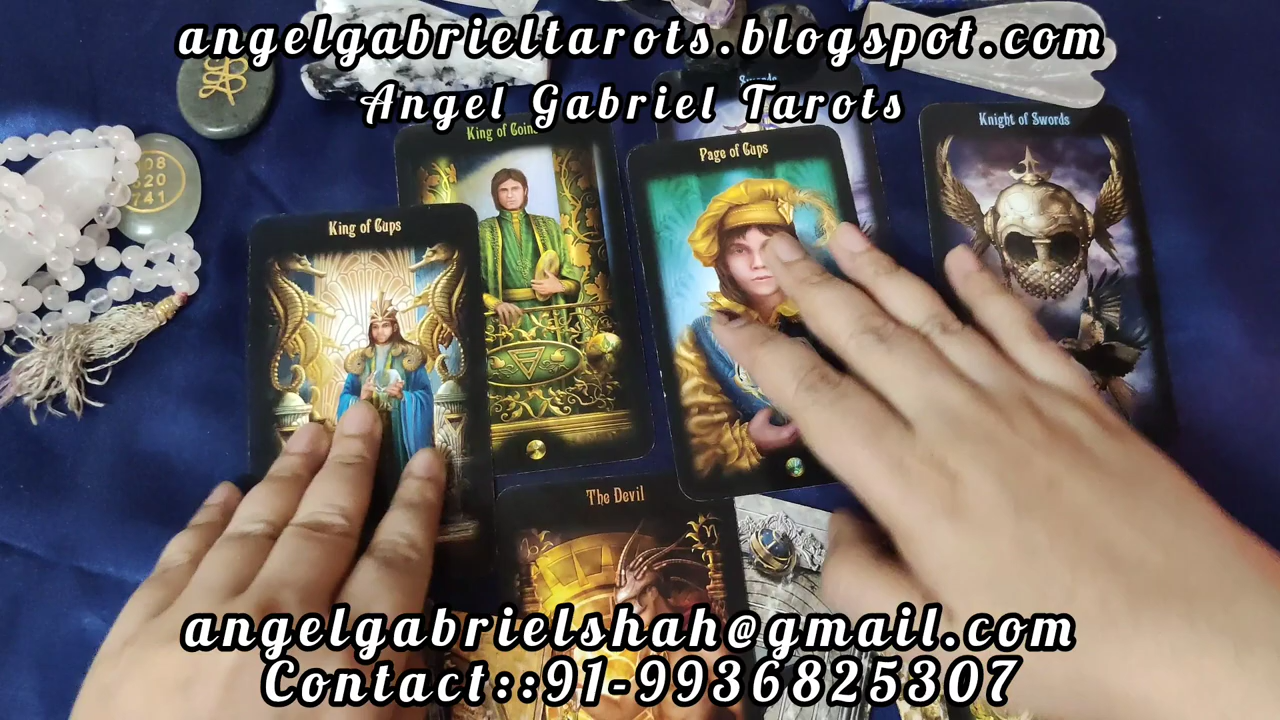 angelgabrieltarots.blogspot.com
Angel Gabriel Tarots
Swords
King of Coins
Page of Cups
Knight of Swords
King of Cups
The Devil
angelgabrielshah@gmail.com
Contact::91-9936825307